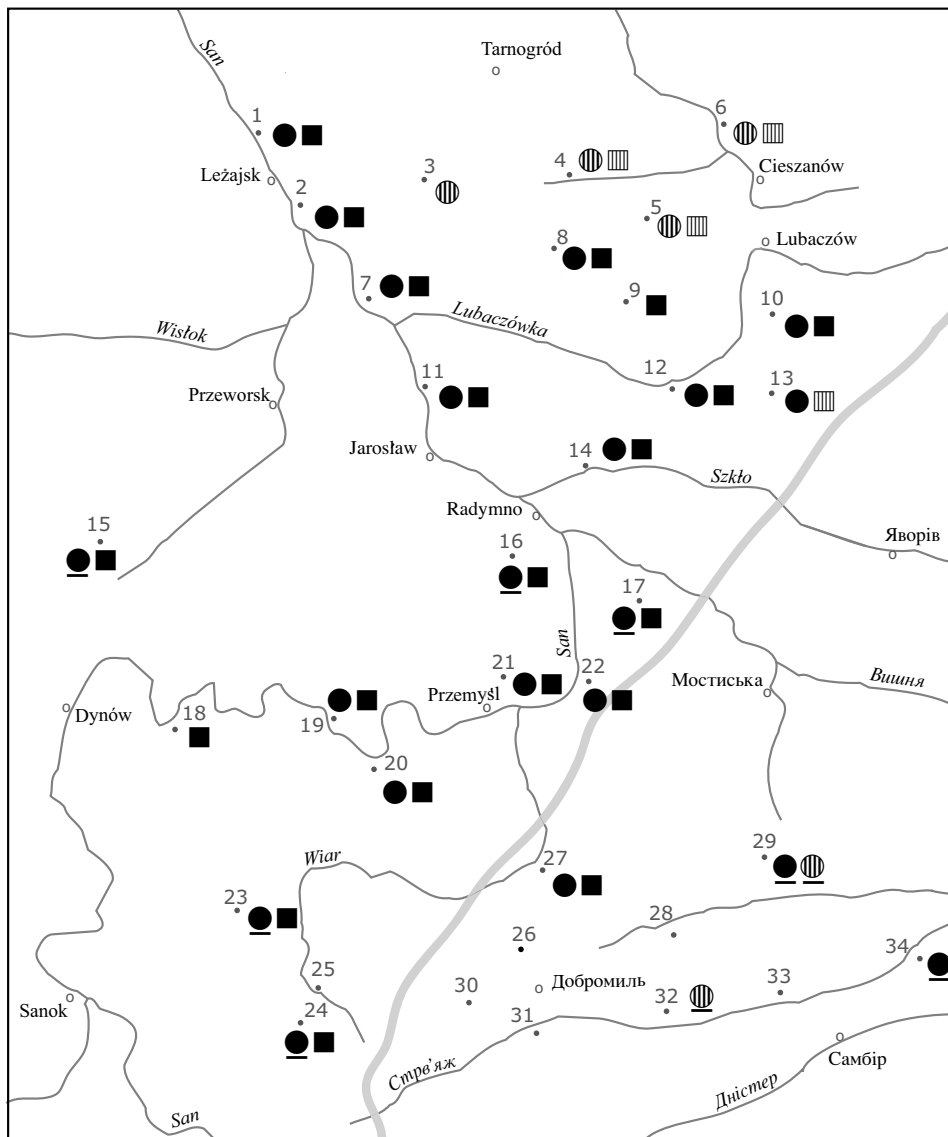 San
Tarnogród
1
6
3
4
Leżajsk
Cieszanów
2
5
8
Lubaczów
7
9
10
Wisłok
Lubaczówka
11
12
13
Przeworsk
14
Jarosław
Szkło
Radymno
15
16
Яворів
17
San
21
22
Przemyśl
Мостиська
Вишня
Dynów
18
19
20
Wiar
27
29
23
28
26
34
25
30
Добромиль
33
Sanok
24
31
32
Самбір
Стрв'яж
Дністер
San